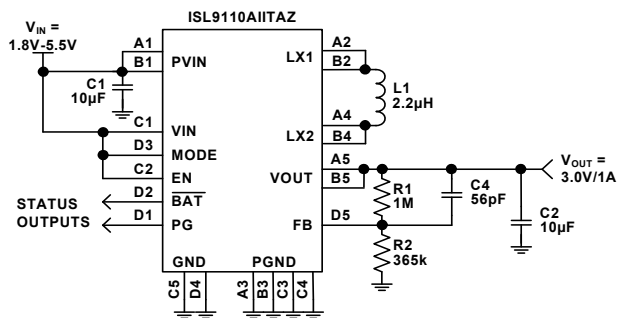 ISL9110AIITAZ
V_IN =
1.8V-5.5V
A1
B1
PVIN
C1
10µF
C1
VIN
D3
MODE
C2
EN
D2
BAT
D1
PG
STATUS
OUTPUTS
LX1
A2
B2
L1
2.2µH
LX2
A4
B4
VOUT
A5
B5
FB
D5
R1
1M
R2
365k
C4
56pF
C2
10µF
V_OUT =
3.0V/1A
GND
PGND
C5
D4
A3
B3
C3
C4